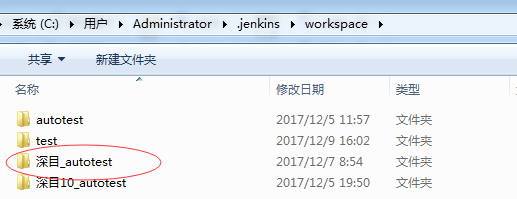 系统 (C:) ▸ 用户 ▸ Administrator ▸ .jenkins ▸ workspace ▸
共享 ▼ 新建文件夹
名称 修改日期 类型
autotest 2017/12/5 11:57 文件夹
test 2017/12/9 16:02 文件夹
深目_autotest 2017/12/7 8:54 文件夹
深目10_autotest 2017/12/5 19:50 文件夹